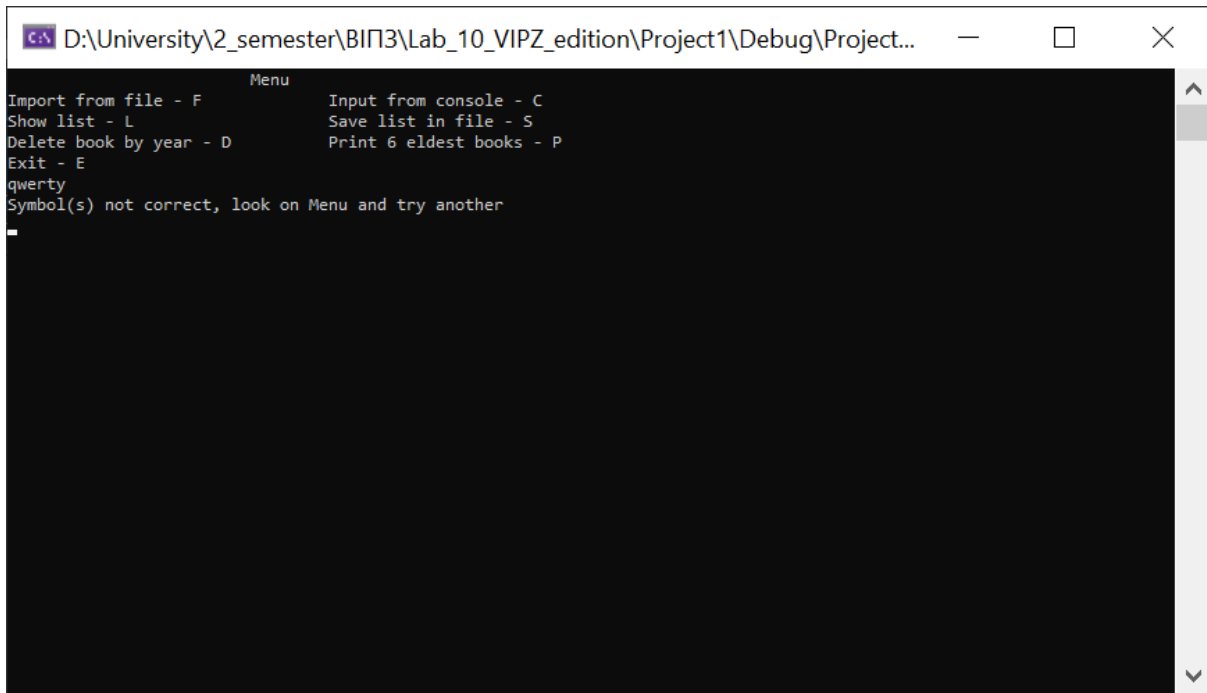 D:\University\2_semester\ВІПЗ\Lab_10_VIPZ_edition\Project1\Debug\Project...
Menu
Import from file - F Input from console - C
Show list - L Save list in file - S
Delete book by year - D Print 6 eldest books - P
Exit - E
qwerty
Symbol(s) not correct, look on Menu and try another